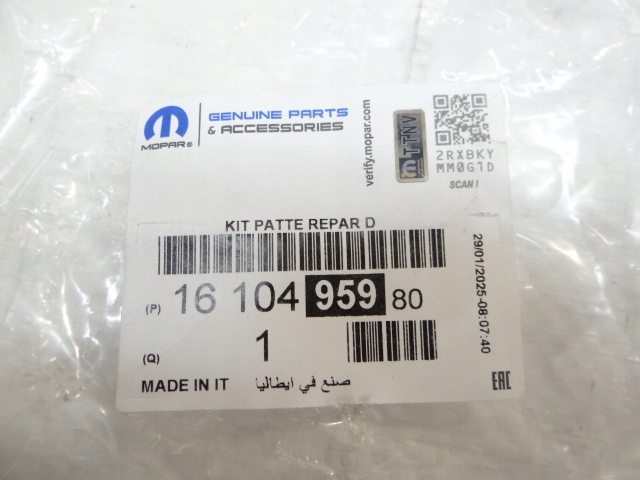 MOPAR®
GENUINE PARTS
& ACCESSORIES
verify.mopar.com
TTNV
2RXBKY
MM0G1D
SCAN!
KIT PATTE REPAR D
(P) 16 104 959 80
(Q) 1
MADE IN IT صنع في ايطاليا
29/01/2025-08:07:40
EAC